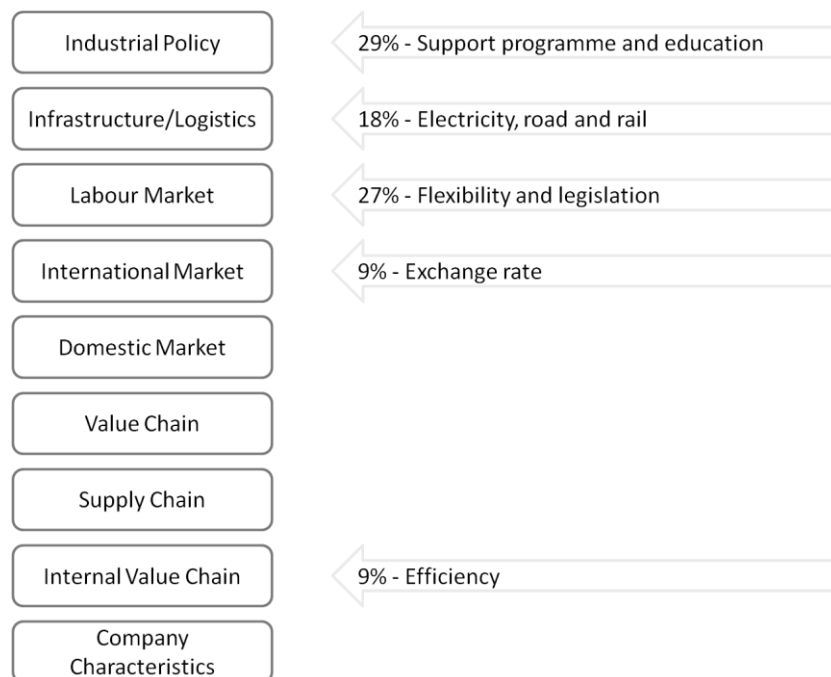 Industrial Policy
29% - Support programme and education
Infrastructure/Logistics
18% - Electricity, road and rail
Labour Market
27% - Flexibility and legislation
International Market
9% - Exchange rate
Domestic Market
Value Chain
Supply Chain
Internal Value Chain
9% - Efficiency
Company
Characteristics